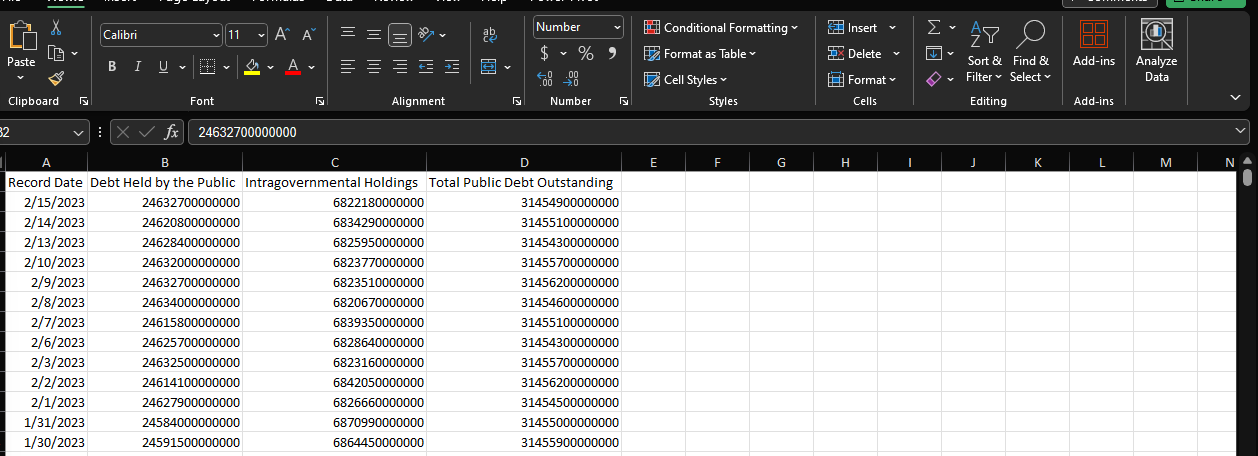 Number
Calibri 11 A A ab Conditional Formatting Insert
Paste $ % 9 Format as Table Delete Sort & Find & Add-ins Analyze
B I U A Cell Styles Format Filter Select Data
Clipboard Font Alignment Number Styles Cells Editing Add-ins
fx 24632700000000
A B C D E F G H I J K L M N
Record Date Debt Held by the Public Intragovernmental Holdings Total Public Debt Outstanding
2/15/2023 24632700000000 6822180000000 31454900000000
2/14/2023 24620800000000 6834290000000 31455100000000
2/13/2023 24628400000000 6825950000000 31454300000000
2/10/2023 24632000000000 6823770000000 31455700000000
2/9/2023 24632700000000 6823510000000 31456200000000
2/8/2023 24634000000000 6820670000000 31454600000000
2/7/2023 24615800000000 6839350000000 31455100000000
2/6/2023 24625700000000 6828640000000 31454300000000
2/3/2023 24632500000000 6823160000000 31455700000000
2/2/2023 24614100000000 6842050000000 31456200000000
2/1/2023 24627900000000 6826660000000 31454500000000
1/31/2023 24584000000000 6870990000000 31455000000000
1/30/2023 24591500000000 6864450000000 31455900000000